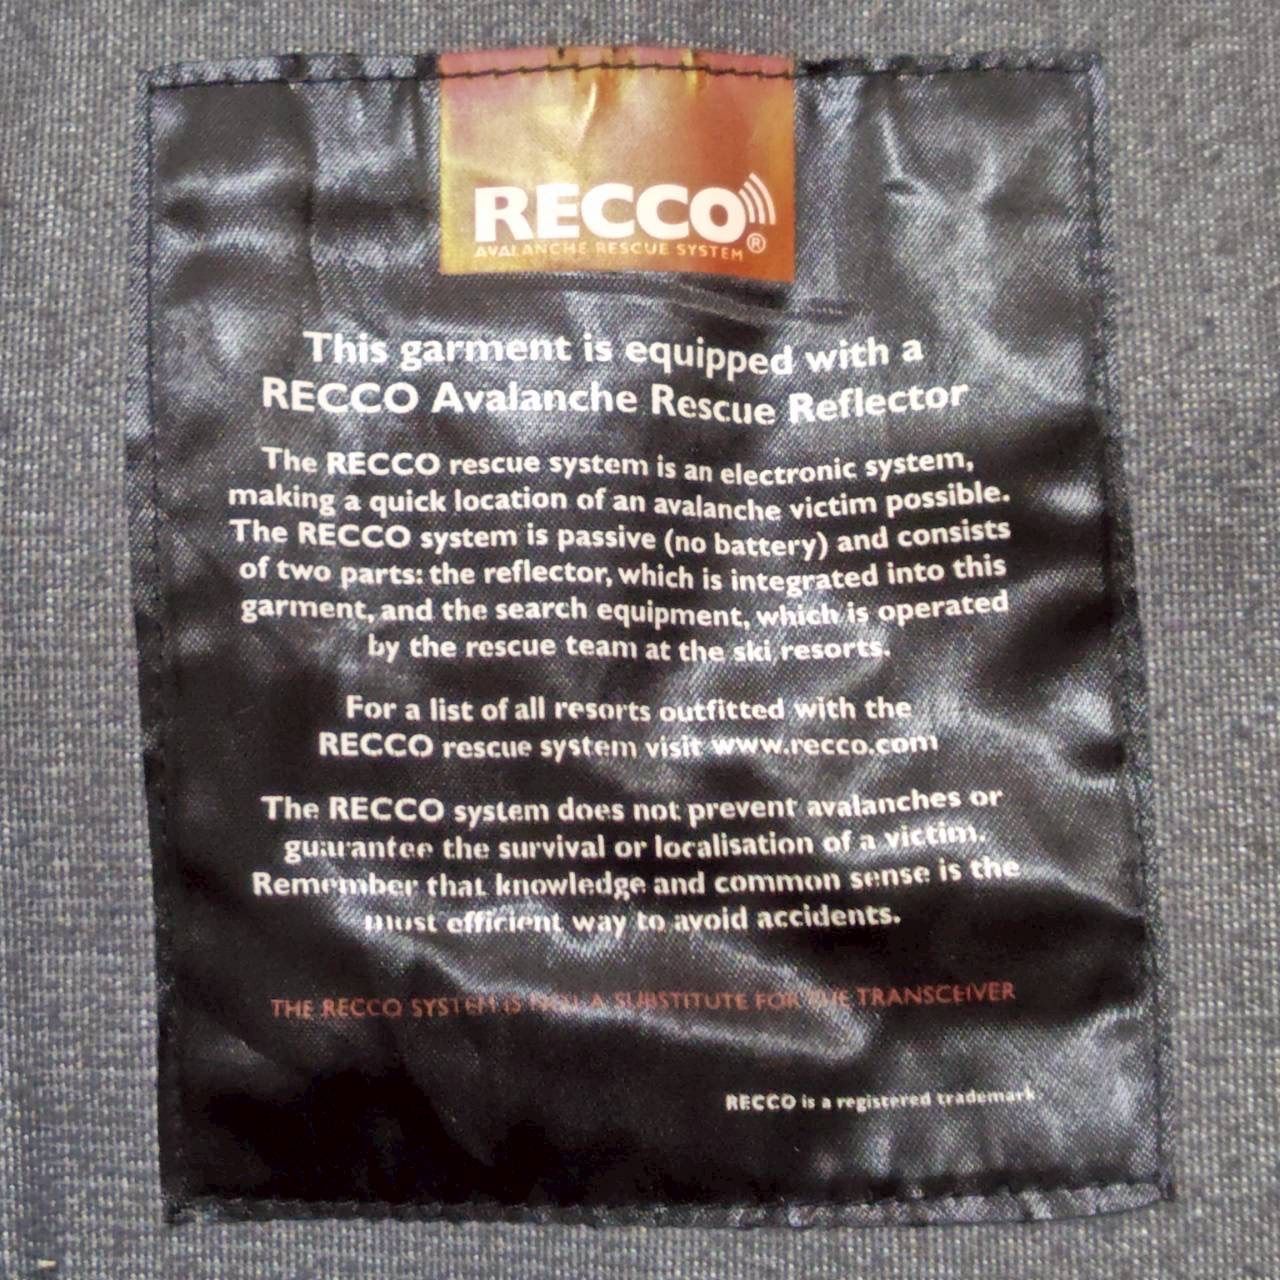 RECCO
AVALANCHE RESCUE SYSTEM®
This garment is equipped with a
RECCO Avalanche Rescue Reflector
The RECCO rescue system is an electronic system,
making a quick location of an avalanche victim possible.
The RECCO system is passive (no battery) and consists
of two parts: the reflector, which is integrated into this
garment, and the search equipment, which is operated
by the rescue team at the ski resorts.
For a list of all resorts outfitted with the
RECCO rescue system visit www.recco.com
The RECCO system does not prevent avalanches or
guarantee the survival or localisation of a victim.
Remember that knowledge and common sense is the
most efficient way to avoid accidents.
THE RECCO SYSTEM IS NOT A SUBSTITUTE FOR THE TRANSCEIVER
RECCO is a registered trademark.